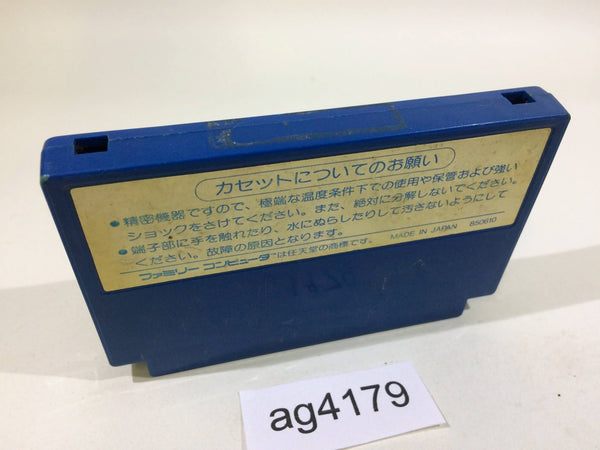 カセットについてのお願い
●精密機器ですので、極端な温度条件下での使用や保管および強い
ショックをさけてください。また、絶対に分解しないでください。
●端子部に手を触れたり、水にぬらしたりして汚さないようにして
ください。故障の原因となります。 MADE IN JAPAN 850610
ファミリー コンピュータは任天堂の商標です。
ag4179